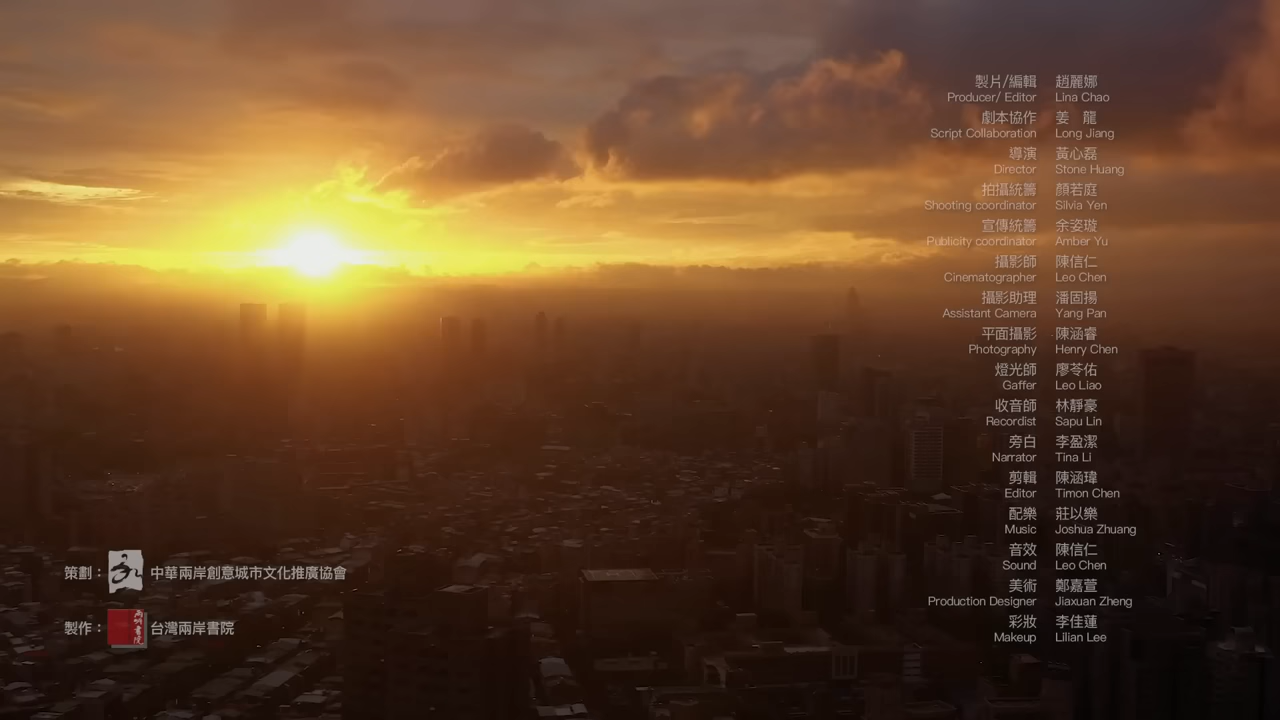 製片/編輯 趙麗娜
Producer/ Editor Lina Chao
劇本協作 姜 龍
Script Collaboration Long Jiang
導演 黃心磊
Director Stone Huang
拍攝統籌 顏若庭
Shooting coordinator Silvia Yen
宣傳統籌 余姿璇
Publicity coordinator Amber Yu
攝影師 陳信仁
Cinematographer Leo Chen
攝影助理 潘固揚
Assistant Camera Yang Pan
平面攝影 陳涵睿
Photography Henry Chen
燈光師 廖苓佑
Gaffer Leo Liao
收音師 林靜豪
Recordist Sapu Lin
旁白 李盈潔
Narrator Tina Li
剪輯 陳涵瑋
Editor Timon Chen
配樂 莊以樂
Music Joshua Zhuang
音效 陳信仁
Sound Leo Chen
美術 鄭嘉萱
Production Designer Jiaxuan Zheng
彩妝 李佳蓮
Makeup Lilian Lee
策劃： 中華兩岸創意城市文化推廣協會
製作： 兩岸書院 台灣兩岸書院